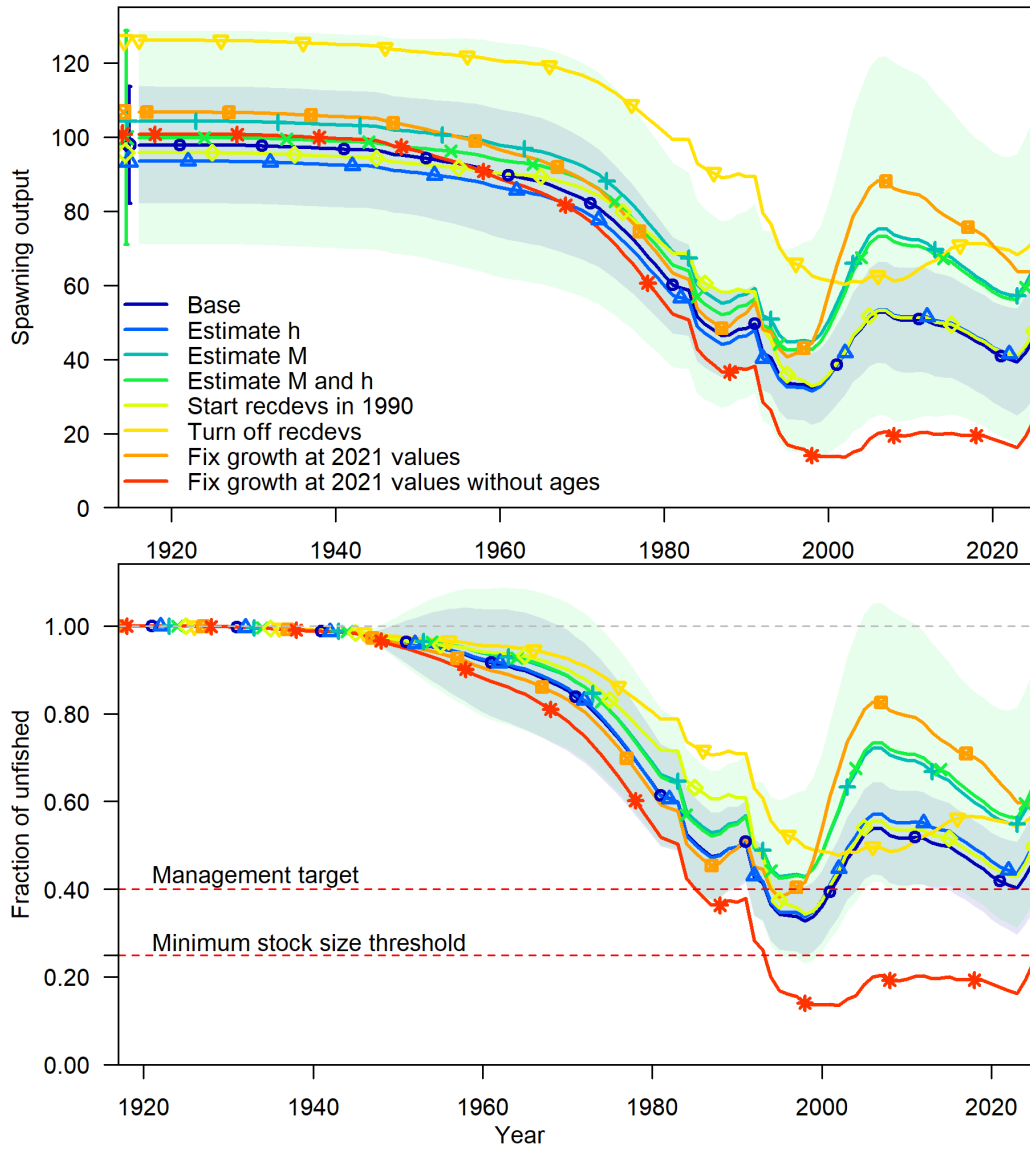 Spawning output
120
100
80
60
40
20
0
Base
Estimate h
Estimate M
Estimate M and h
Start recdevs in 1990
Turn off recdevs
Fix growth at 2021 values
Fix growth at 2021 values without ages
1920 1940 1960 1980 2000 2020
Fraction of unfished
1.00
0.80
0.60
0.40
0.20
0.00
Management target
Minimum stock size threshold
1920 1940 1960 1980 2000 2020
Year